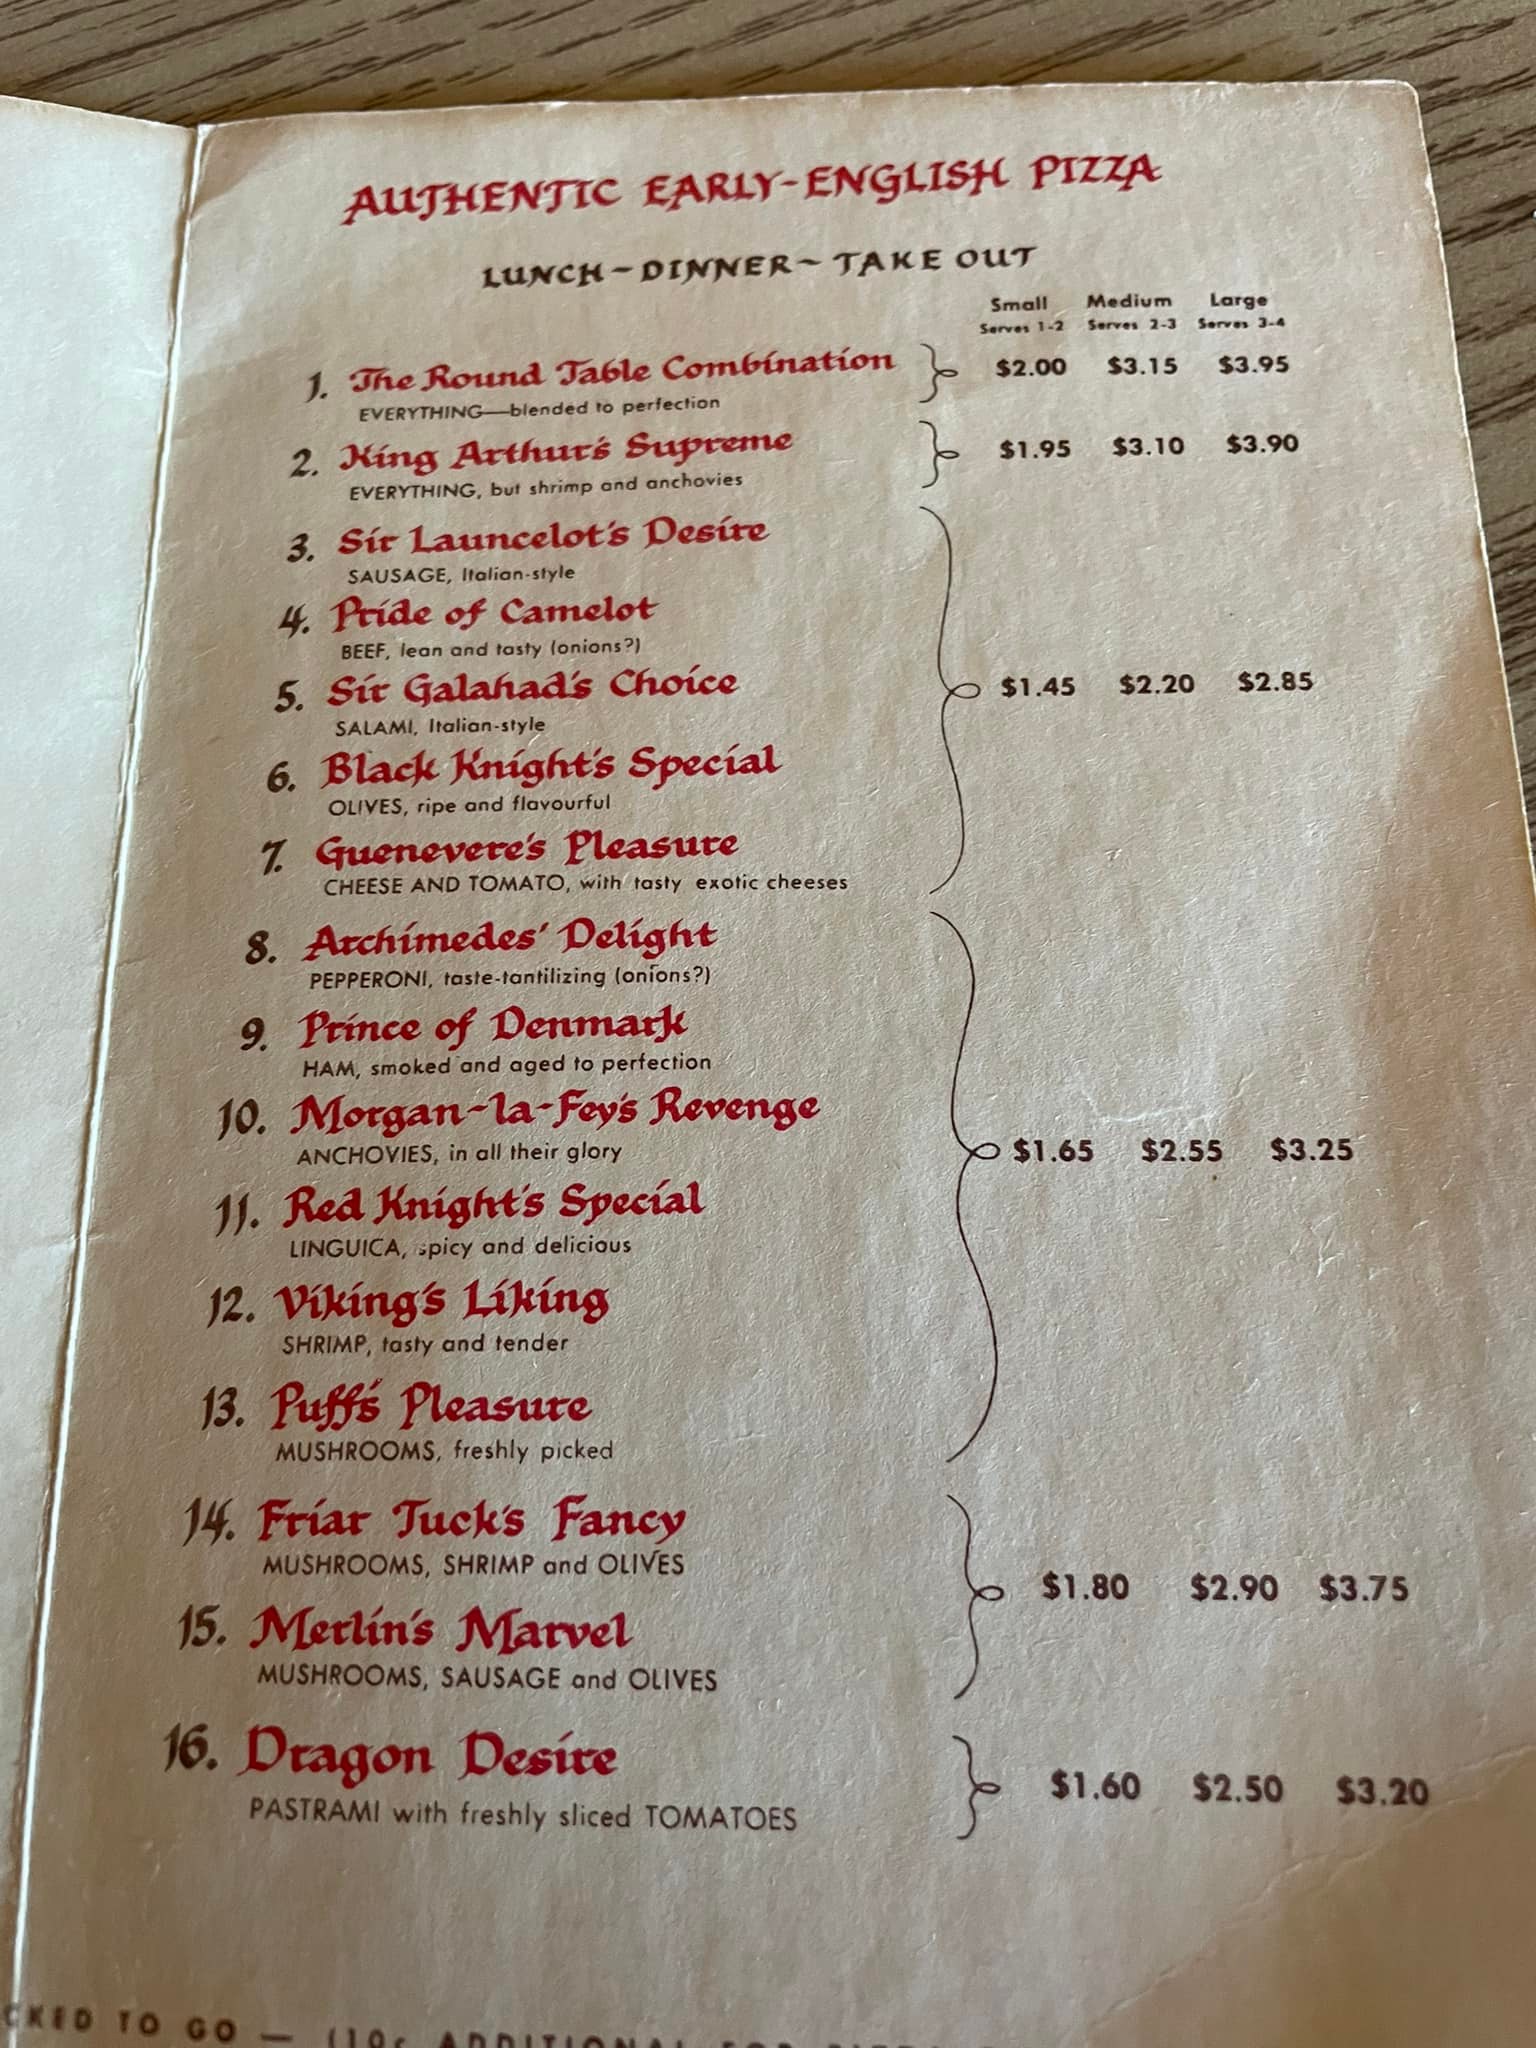 AUTHENTIC EARLY-ENGLISH PIZZA
LUNCH~DINNER~TAKE OUT
Small Medium Large
Serves 1-2 Serves 2-3 Serves 3-4
1. The Round Table Combination $2.00 $3.15 $3.95
EVERYTHING—blended to perfection
2. King Arthur's Supreme $1.95 $3.10 $3.90
EVERYTHING, but shrimp and anchovies
3. Sir Launcelot's Desire
SAUSAGE, Italian-style
4. Pride of Camelot
BEEF, lean and tasty (onions?)
5. Sir Galahad's Choice $1.45 $2.20 $2.85
SALAMI, Italian-style
6. Black Knight's Special
OLIVES, ripe and flavourful
7. Guenevere's Pleasure
CHEESE AND TOMATO, with tasty exotic cheeses
8. Archimedes' Delight
PEPPERONI, taste-tantilizing (onions?)
9. Prince of Denmark
HAM, smoked and aged to perfection
10. Morgan-la-Fey's Revenge
ANCHOVIES, in all their glory $1.65 $2.55 $3.25
11. Red Knight's Special
LINGUICA, spicy and delicious
12. Viking's Liking
SHRIMP, tasty and tender
13. Puff's Pleasure
MUSHROOMS, freshly picked
14. Friar Tuck's Fancy
MUSHROOMS, SHRIMP and OLIVES $1.80 $2.90 $3.75
15. Merlin's Marvel
MUSHROOMS, SAUSAGE and OLIVES
16. Dragon Desire $1.60 $2.50 $3.20
PASTRAMI with freshly sliced TOMATOES
CKED TO GO — (10c ADDITIONAL FOR